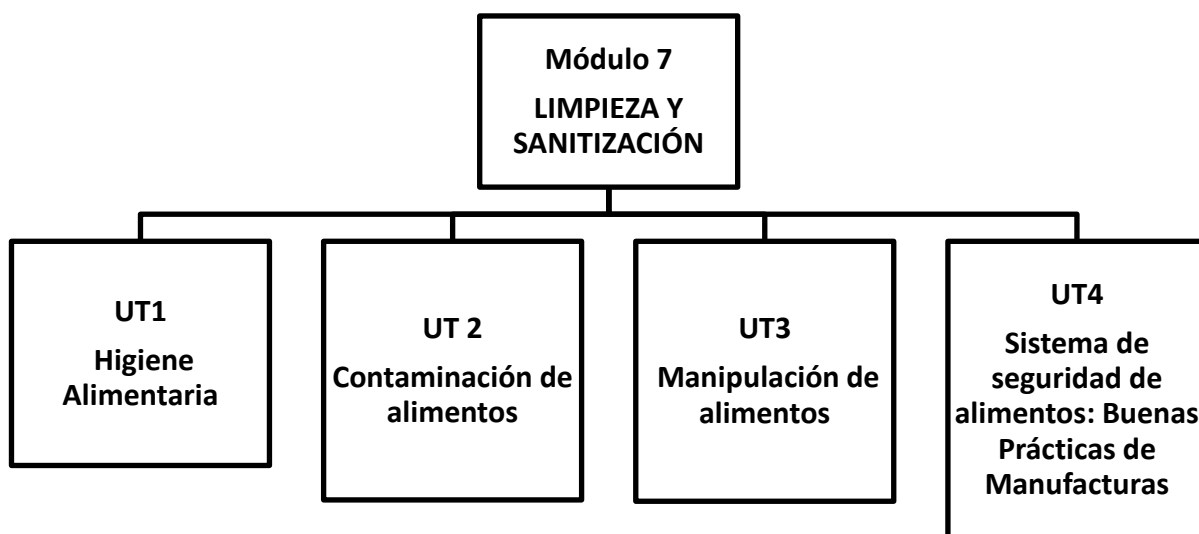 Módulo 7
LIMPIEZA Y
SANITIZACIÓN
UT1
Higiene
Alimentaria
UT 2
Contaminación de
alimentos
UT3
Manipulación de
alimentos
UT4
Sistema de
seguridad de
alimentos: Buenas
Prácticas de
Manufacturas